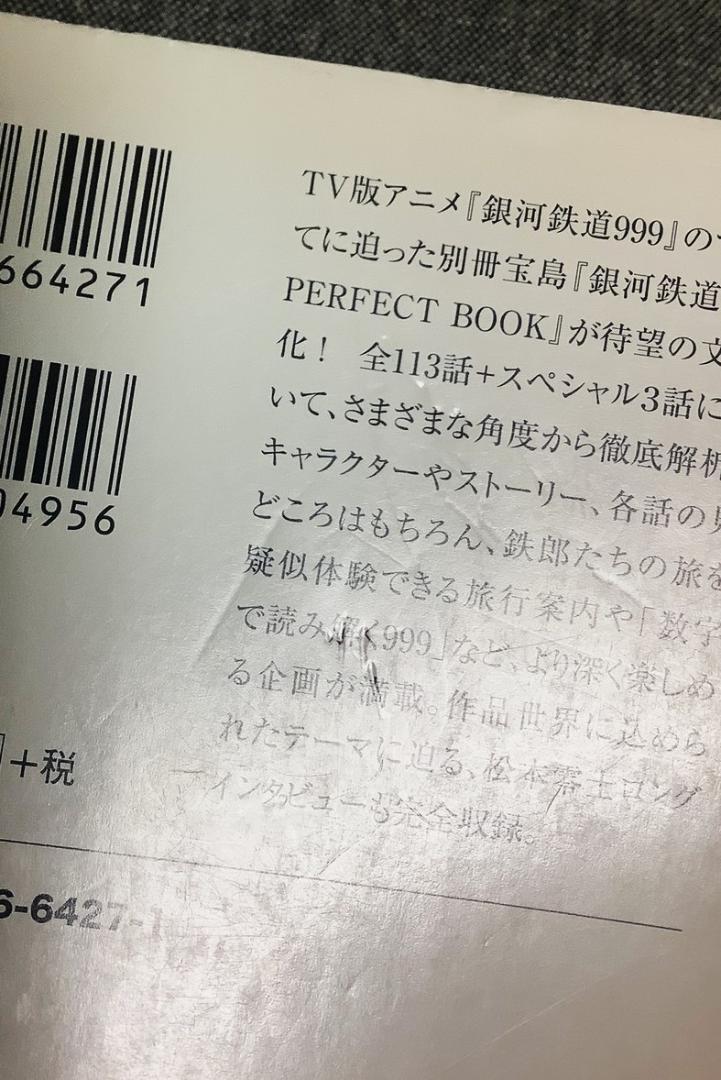 664271
04956
+税
6-6427-1
TV版アニメ『銀河鉄道999』の
てに迫った別冊宝島『銀河鉄道
PERFECT BOOK』が待望の文
化！ 全113話+スペシャル3話に
いて、さまざまな角度から徹底解析
キャラクターやストーリー、各話の見
どころはもちろん、鉄郎たちの旅を
疑似体験できる旅行案内や「数字
で読み解く999」など、より深く楽しめ
る企画が満載。作品世界に込めら
れたテーマに迫る、松本零士ロング
インタビューも完全収録。